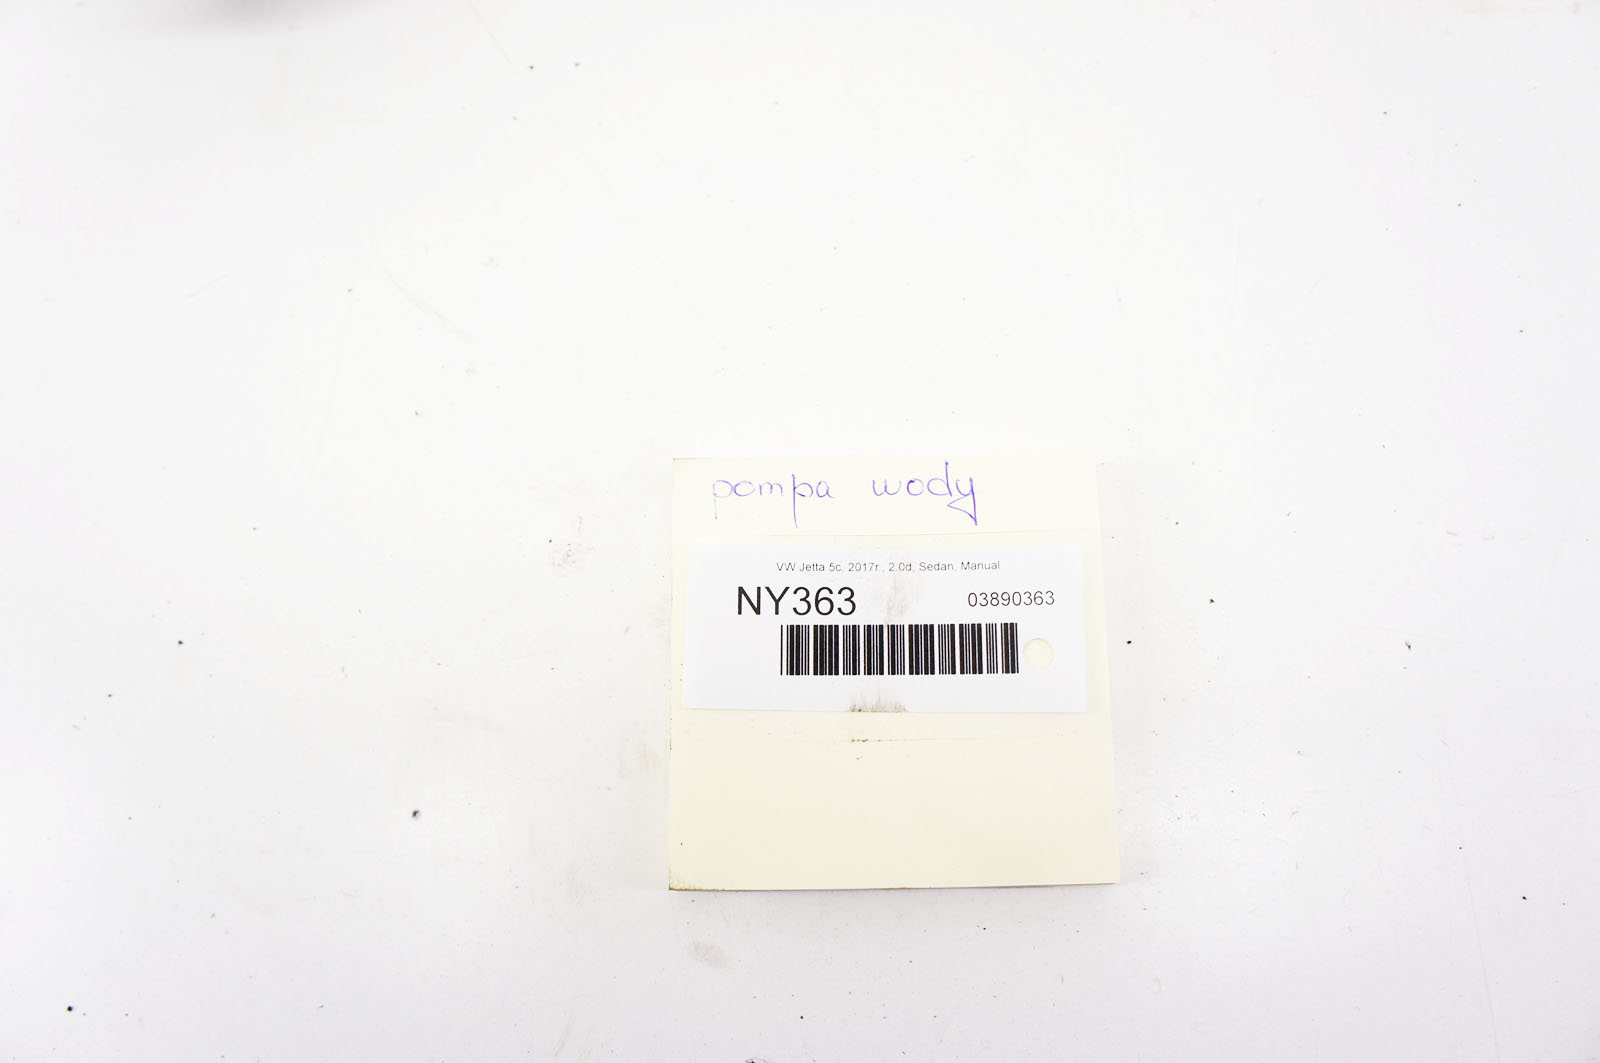 pompa wody
VW Jetta 5c, 2017r., 2.0d, Sedan, Manual
NY363 03890363